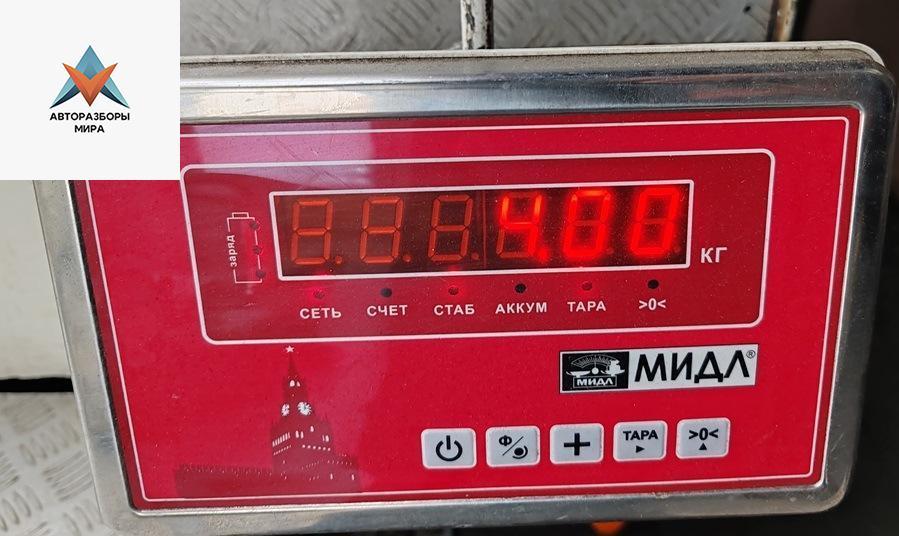 АВТОРАЗБОРЫ
МИРА
заряд
4.00
КГ
СЕТЬ СЧЕТ СТАБ АККУМ ТАРА >0<
МИДЛ МИДЛ®
Ф/
+
ТАРА
>0<